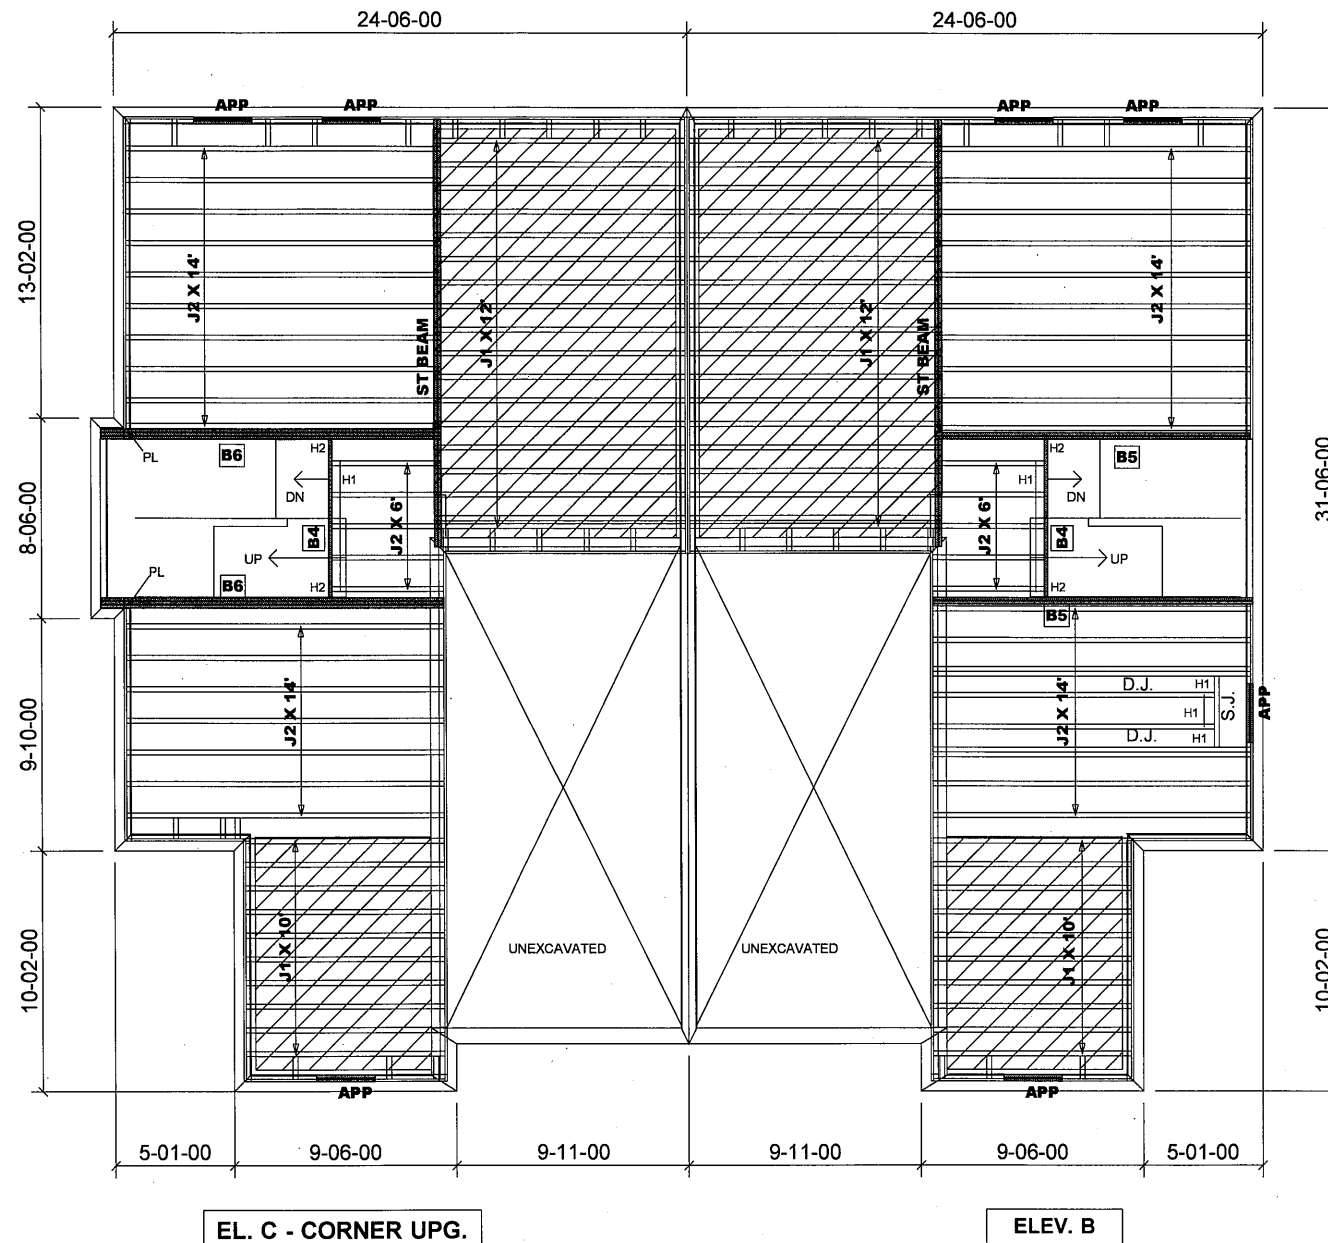 24-06-00
24-06-00
APP
APP
APP
APP
13-02-00
J2 X 14'
ST BEAM
J1 X 12'
J1 X 12'
ST BEAM
J2 X 14'
31-06-00
PL
B6
H2
H2
B5
DN
H1
H1
DN
8-06-00
B4
J2 X 6'
J2 X 6'
B4
UP
UP
PL
B6
H2
H2
B5
9-10-00
J2 X 14'
J2 X 14'
D.J.
H1
H1
S.J.
APP
D.J.
H1
10-02-00
J1 X 10'
UNEXCAVATED
UNEXCAVATED
J1 X 10'
10-02-00
APP
APP
5-01-00
9-06-00
9-11-00
9-11-00
9-06-00
5-01-00
EL. C - CORNER UPG.
ELEV. B